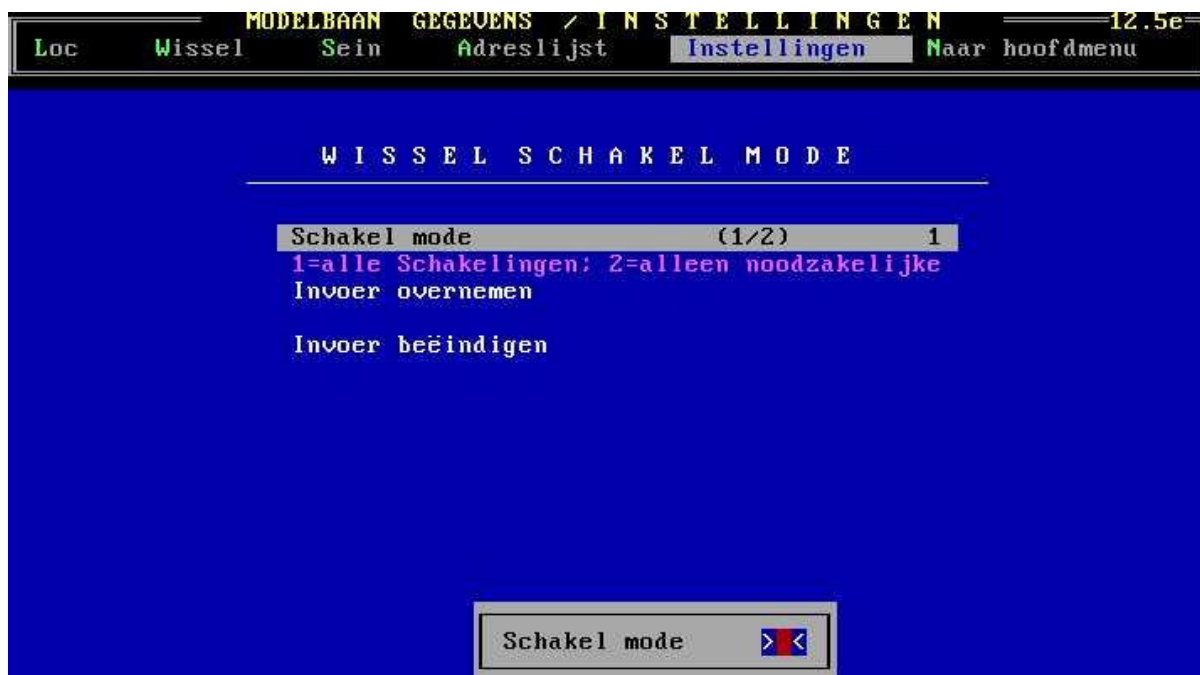 MODELBAAN GEGEVENS / I N S T E L L I N G E N 12.5e
Loc Wissel Sein Adreslijst Instellingen Naar hoofdmenu
W I S S E L S C H A K E L M O D E
Schakel mode (1/2) 1
1=alle Schakelingen; 2=alleen noodzakelijke
Invoer overnemen
Invoer beëindigen
Schakel mode > <